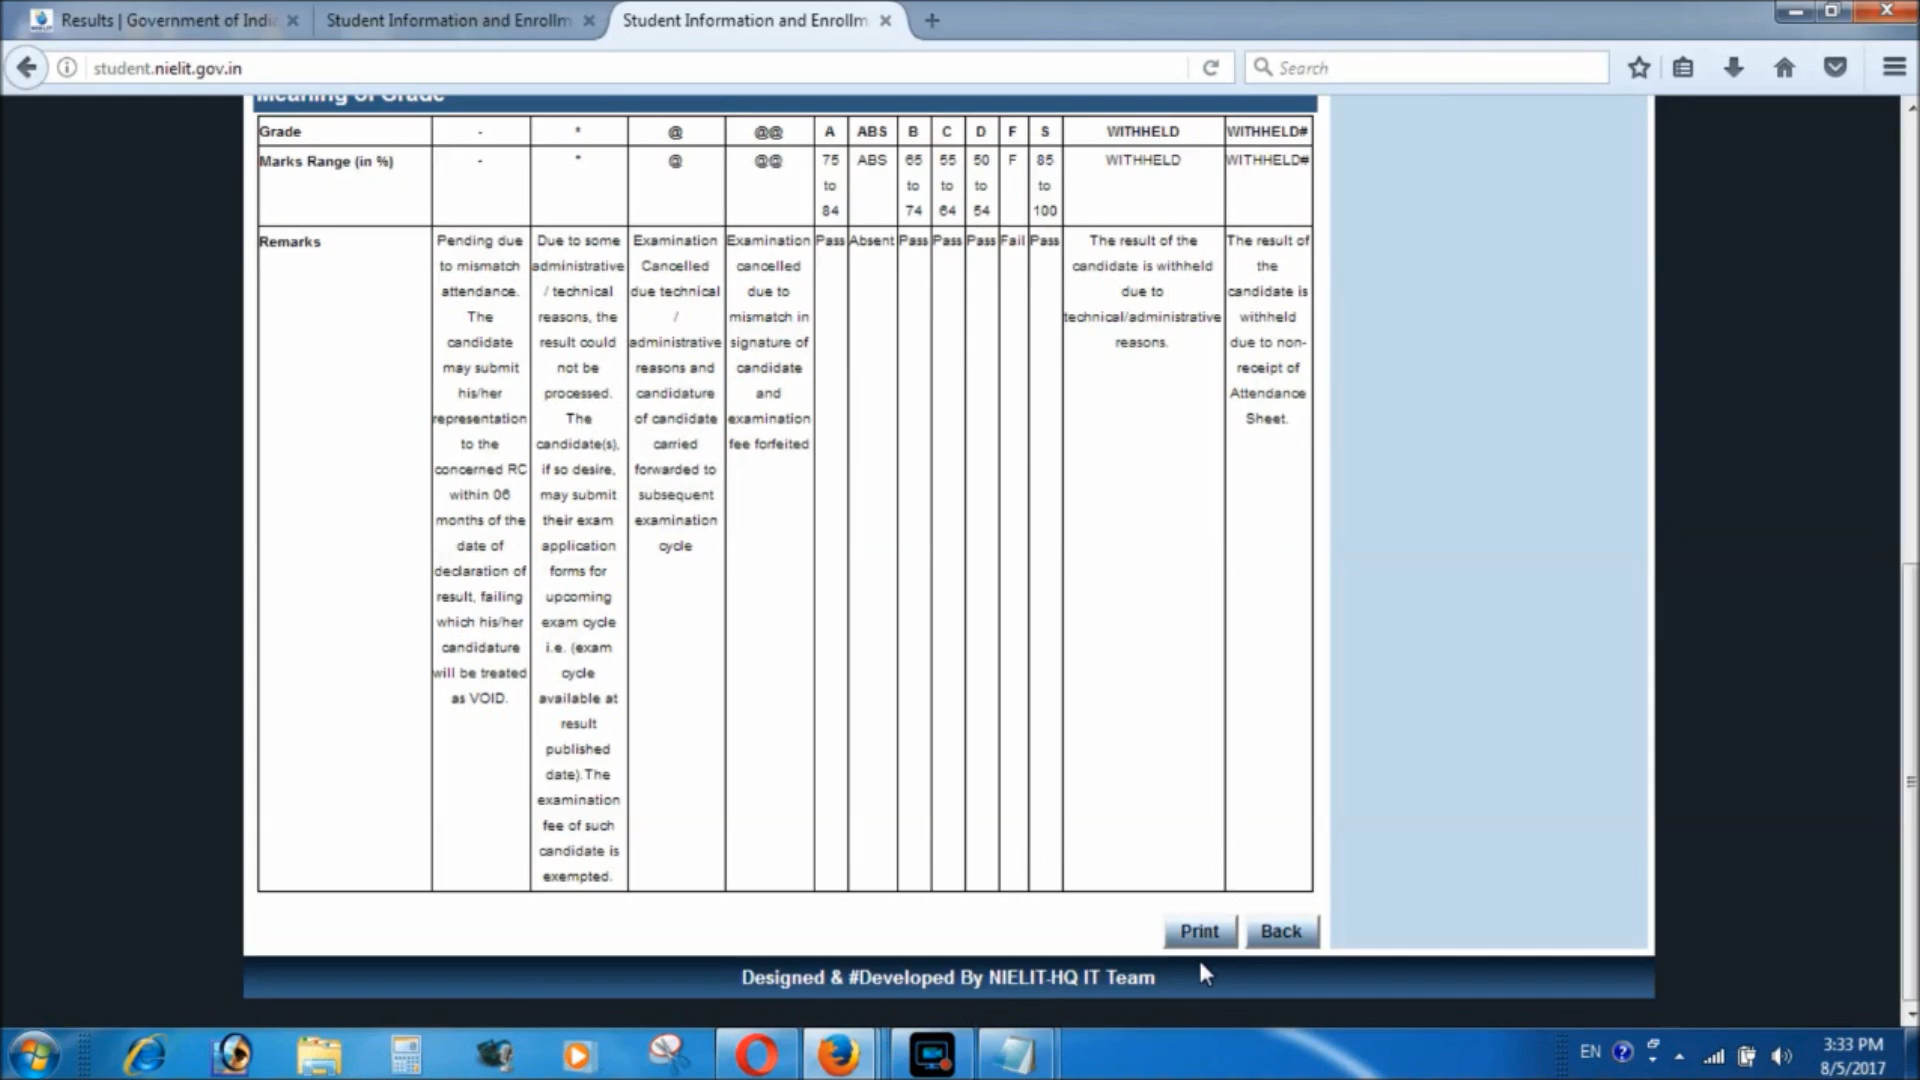 Results | Government of Indi
Student Information and Enrollm
Student Information and Enrollm
student.nielit.gov.in
Search
Meaning of Grade
Grade - * @ @@ A ABS B C D F S WITHHELD WITHHELD#
Marks Range (in %) - * @ @@ 75 to 84 ABS 65 to 74 55 to 64 50 to 54 F 85 to 100 WITHHELD WITHHELD#
Remarks
Pending due
to mismatch
attendance.
The
candidate
may submit
his/her
representation
to the
concerned RC
within 06
months of the
date of
declaration of
result, failing
which his/her
candidature
will be treated
as VOID.
Due to some
administrative
/ technical
reasons, the
result could
not be
processed.
The
candidate(s),
if so desire,
may submit
their exam
application
forms for
upcoming
exam cycle
i.e. (exam
cycle
available at
result
published
date).The
examination
fee of such
candidate is
exempted.
Examination
Cancelled
due technical
/
administrative
reasons and
candidature
of candidate
carried
forwarded to
subsequent
examination
cycle
Examination
cancelled
due to
mismatch in
signature of
candidate
and
examination
fee forfeited
Pass
Absent
Pass
Pass
Pass
Fail
Pass
The result of the
candidate is withheld
due to
technical/administrative
reasons.
The result of
the
candidate is
withheld
due to non-
receipt of
Attendance
Sheet.
Print
Back
Designed & #Developed By NIELIT-HQ IT Team
EN
3:33 PM
8/5/2017